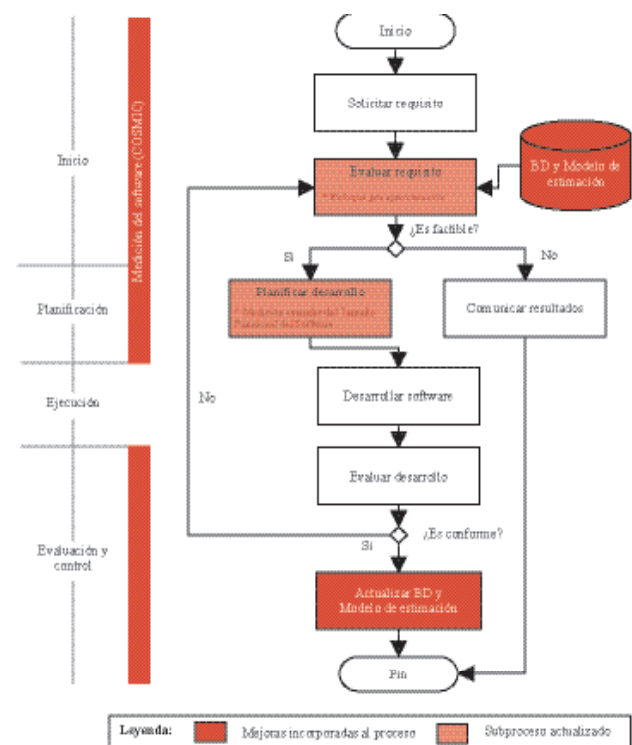 Inicio
Solicitar requisito
Evaluar requisito
BD y Modelo de
estimación
¿Es factible?
Si
No
Planificar desarrollo
Comunicar resultados
Desarrollar software
Evaluar desarrollo
No
¿Es conforme?
Si
Actualizar BD y
Modelo de estimación
Fin
Medición del software (COSMIC)
Inicio
Planificación
Ejecución
Evaluación y
control
Leyenda:
Mejoras incorporadas al proceso
Subproceso actualizado